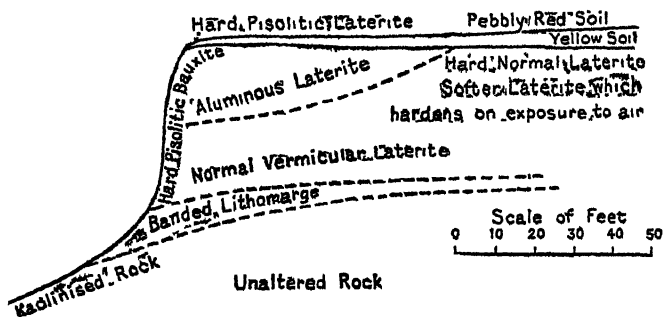 Hard Pisolitic Laterite
Pebbly Red Soil
Yellow Soil
Hard Pisolitic Bauxite
Aluminous Laterite
Hard Normal Laterite
Softer Laterite which
hardens on exposure to air
Normal Vermicular Laterite
Banded Lithomarge
Kaolinised Rock
Unaltered Rock
Scale of Feet
0 10 20 30 40 50